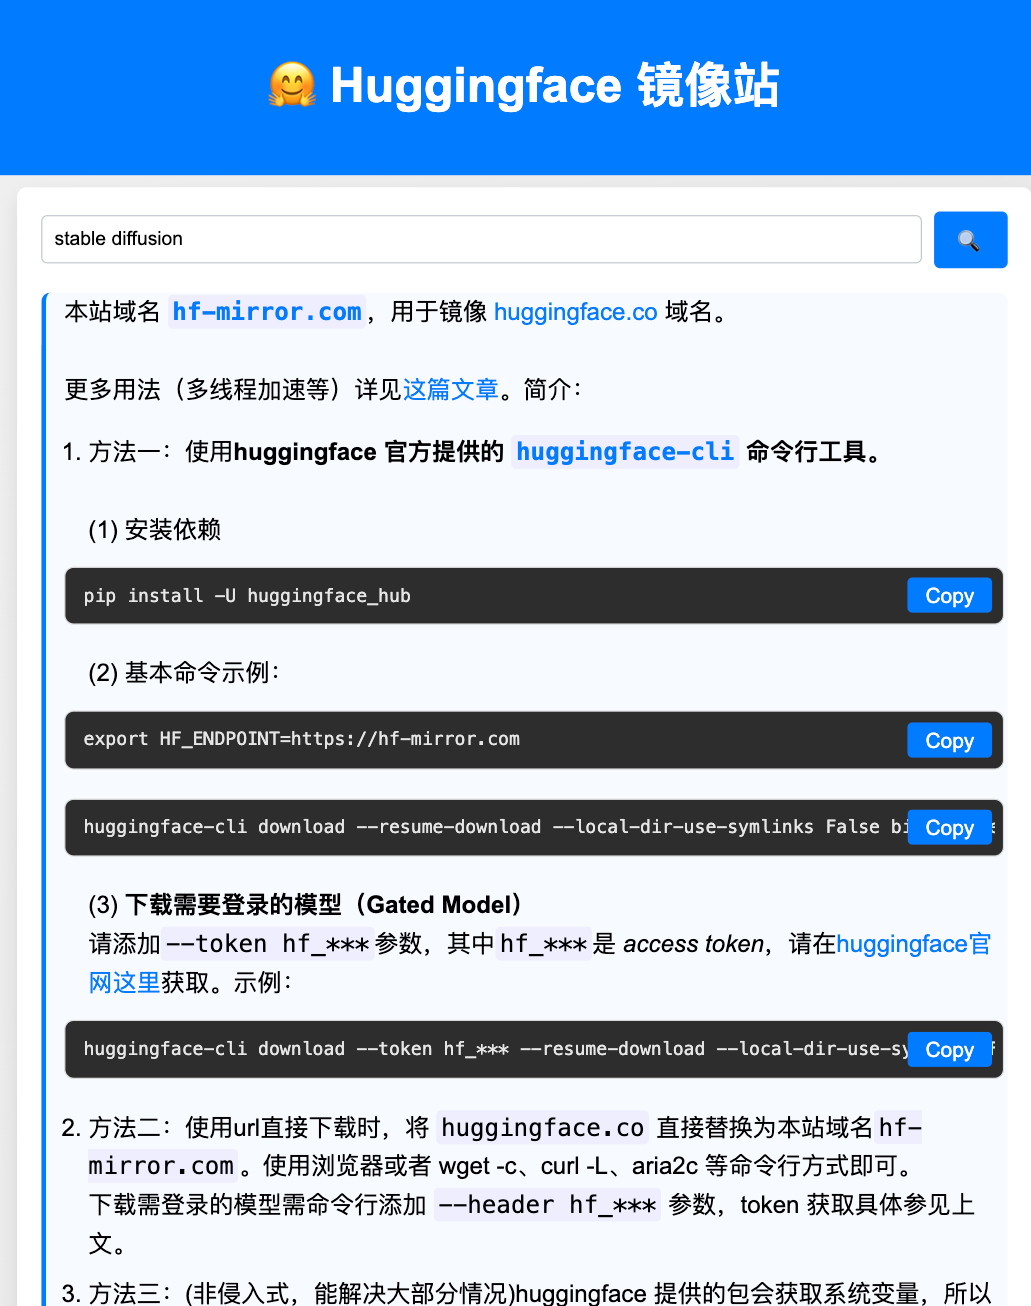 🤗 Huggingface 镜像站
stable diffusion
🔍
本站域名 hf-mirror.com，用于镜像 huggingface.co 域名。
更多用法（多线程加速等）详见这篇文章。简介：
1. 方法一：使用huggingface 官方提供的 huggingface-cli 命令行工具。
(1) 安装依赖
pip install -U huggingface_hub
Copy
(2) 基本命令示例：
export HF_ENDPOINT=https://hf-mirror.com
Copy
huggingface-cli download --resume-download --local-dir-use-symlinks False
Copy
(3) 下载需要登录的模型（Gated Model）
请添加--token hf_***参数，其中hf_***是 access token，请在huggingface官
网这里获取。示例：
huggingface-cli download --token hf_*** --resume-download
Copy
2. 方法二：使用url直接下载时，将 huggingface.co 直接替换为本站域名hf-
mirror.com。使用浏览器或者 wget -c、curl -L、aria2c 等命令行方式即可。
下载需登录的模型需命令行添加 --header hf_*** 参数，token 获取具体参见上
文。
3. 方法三：(非侵入式，能解决大部分情况)huggingface 提供的包会获取系统变量，所以